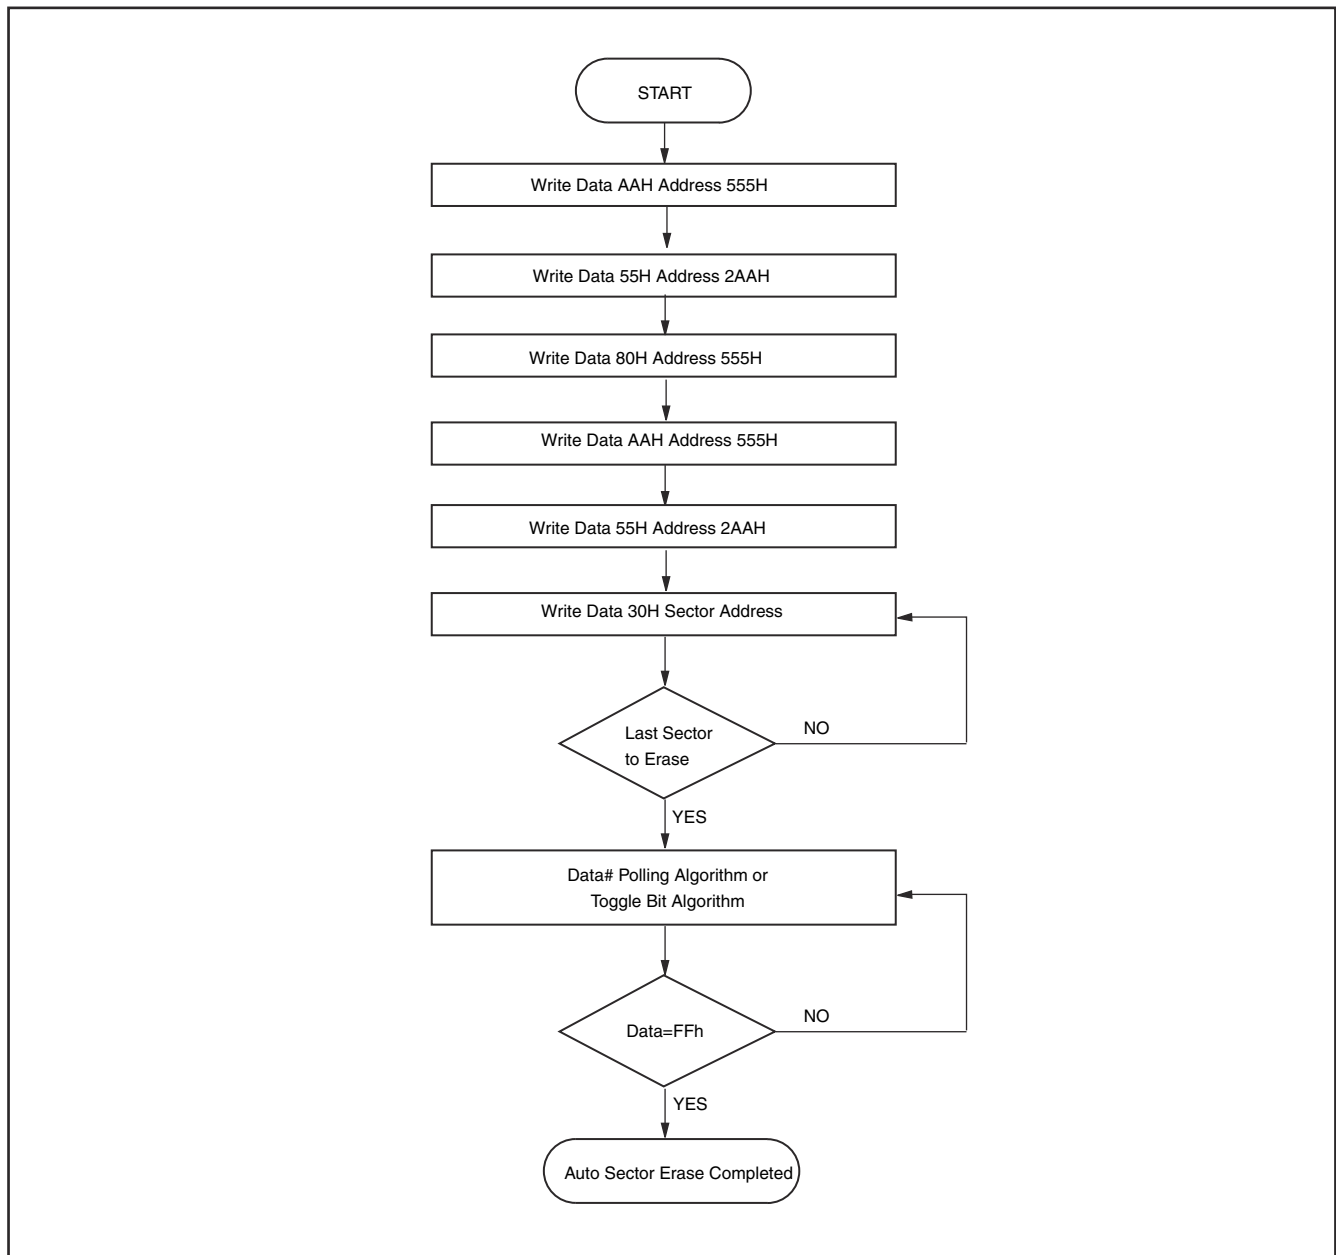 START
Write Data AAH Address 555H
Write Data 55H Address 2AAH
Write Data 80H Address 555H
Write Data AAH Address 555H
Write Data 55H Address 2AAH
Write Data 30H Sector Address
Last Sector
to Erase
NO
YES
Data# Polling Algorithm or
Toggle Bit Algorithm
Data=FFh
NO
YES
Auto Sector Erase Completed